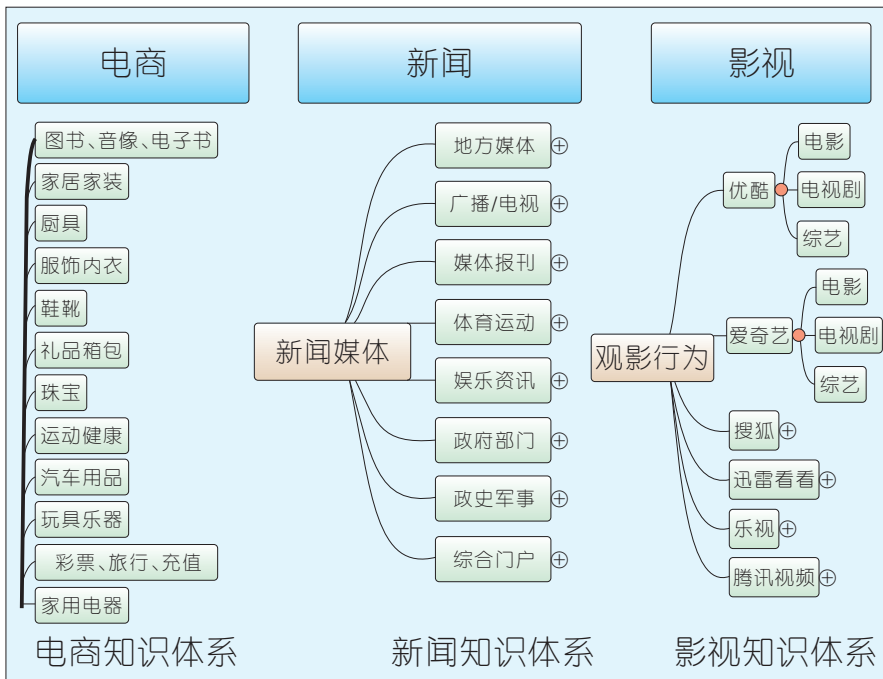 电商
新闻
影视
图书、音像、电子书
家居家装
厨具
服饰内衣
鞋靴
礼品箱包
珠宝
运动健康
汽车用品
玩具乐器
彩票、旅行、充值
家用电器
电商知识体系
新闻媒体
地方媒体
广播/电视
媒体报刊
体育运动
娱乐资讯
政府部门
政史军事
综合门户
新闻知识体系
观影行为
优酷
电影
电视剧
综艺
爱奇艺
电影
电视剧
综艺
搜狐
迅雷看看
乐视
腾讯视频
影视知识体系